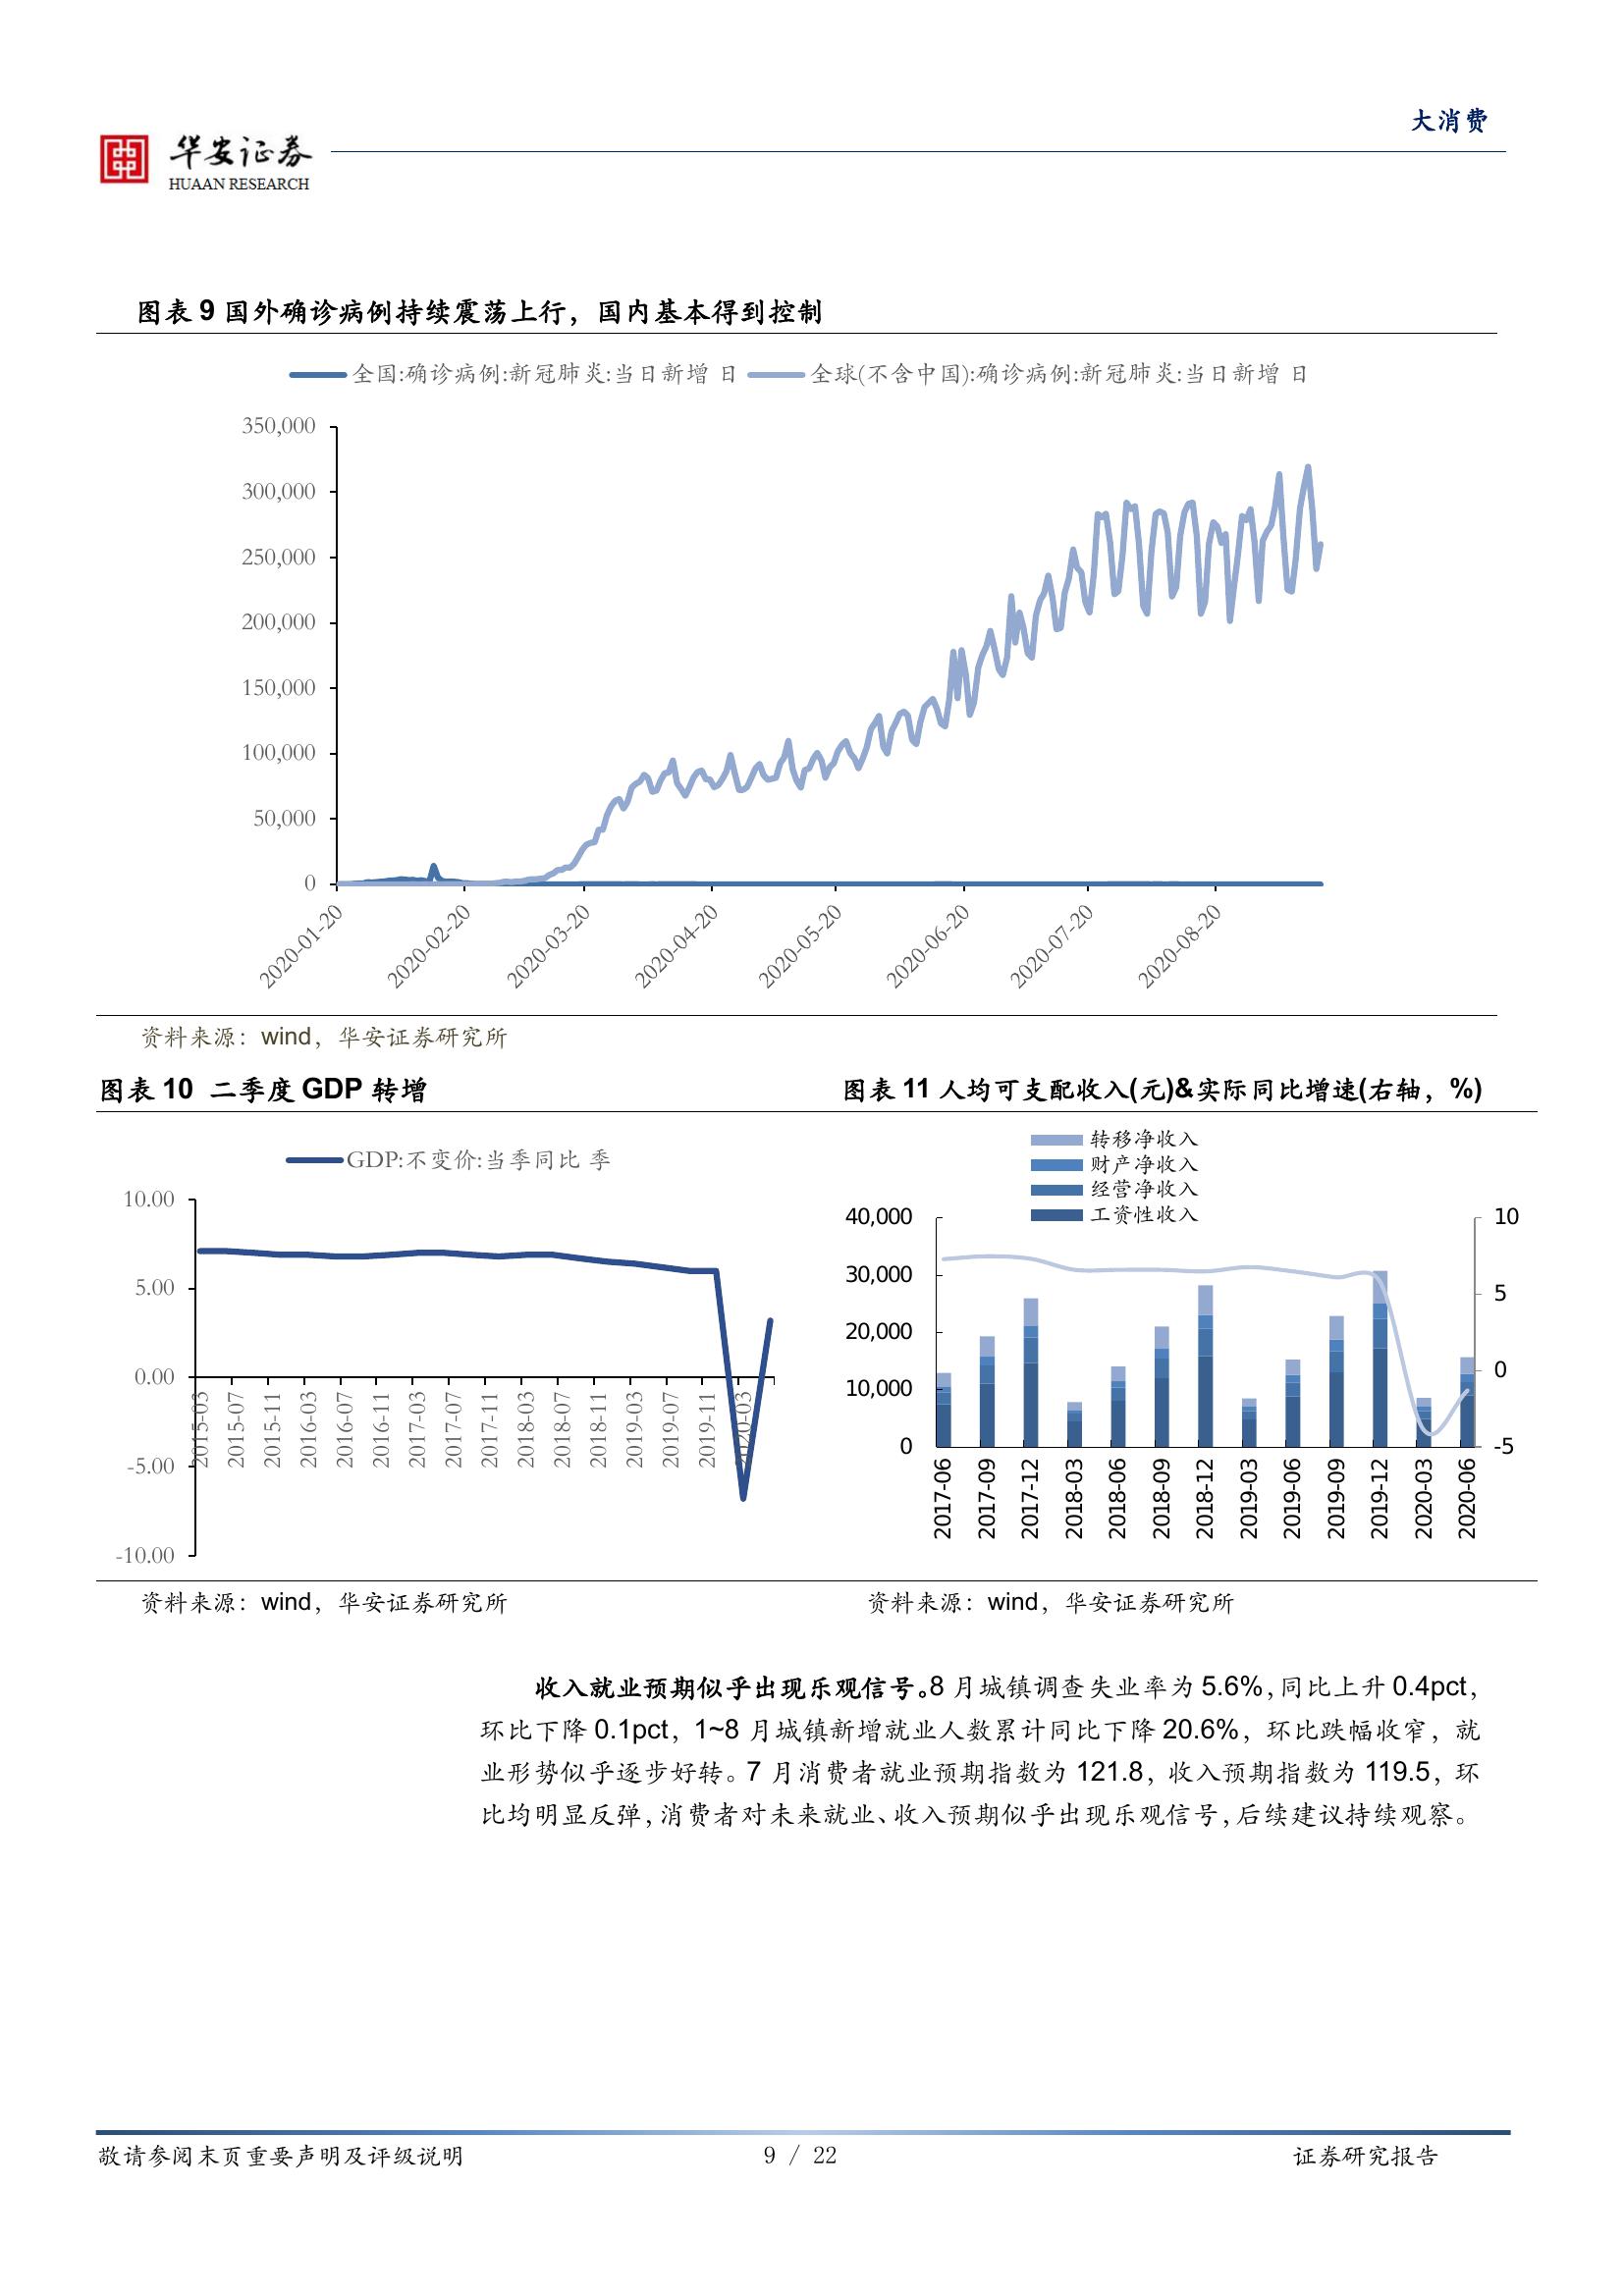 大消费
华安证券
HUAAN RESEARCH
图表 9 国外确诊病例持续震荡上行，国内基本得到控制
全国:确诊病例:新冠肺炎:当日新增 日 全球(不含中国):确诊病例:新冠肺炎:当日新增 日
350,000
300,000
250,000
200,000
150,000
100,000
50,000
0
2020-01-20 2020-02-20 2020-03-20 2020-04-20 2020-05-20 2020-06-20 2020-07-20 2020-08-20
资料来源：wind，华安证券研究所
图表 10 二季度 GDP 转增
GDP:不变价:当季同比 季
10.00
5.00
0.00
-5.00
-10.00
2015-03 2015-07 2015-11 2016-03 2016-07 2016-11 2017-03 2017-07 2017-11 2018-03 2018-07 2018-11 2019-03 2019-07 2019-11 2020-03
资料来源：wind，华安证券研究所
图表 11 人均可支配收入(元)&实际同比增速(右轴，%)
转移净收入
财产净收入
经营净收入
工资性收入
40,000
30,000
20,000
10,000
0
10
5
0
-5
2017-06 2017-09 2017-12 2018-03 2018-06 2018-09 2018-12 2019-03 2019-06 2019-09 2019-12 2020-03 2020-06
资料来源：wind，华安证券研究所
收入就业预期似乎出现乐观信号。8 月城镇调查失业率为 5.6%，同比上升 0.4pct，
环比下降 0.1pct，1~8 月城镇新增就业人数累计同比下降 20.6%，环比跌幅收窄，就
业形势似乎逐步好转。7 月消费者就业预期指数为 121.8，收入预期指数为 119.5，环
比均明显反弹，消费者对未来就业、收入预期似乎出现乐观信号，后续建议持续观察。
敬请参阅末页重要声明及评级说明
9 / 22
证券研究报告